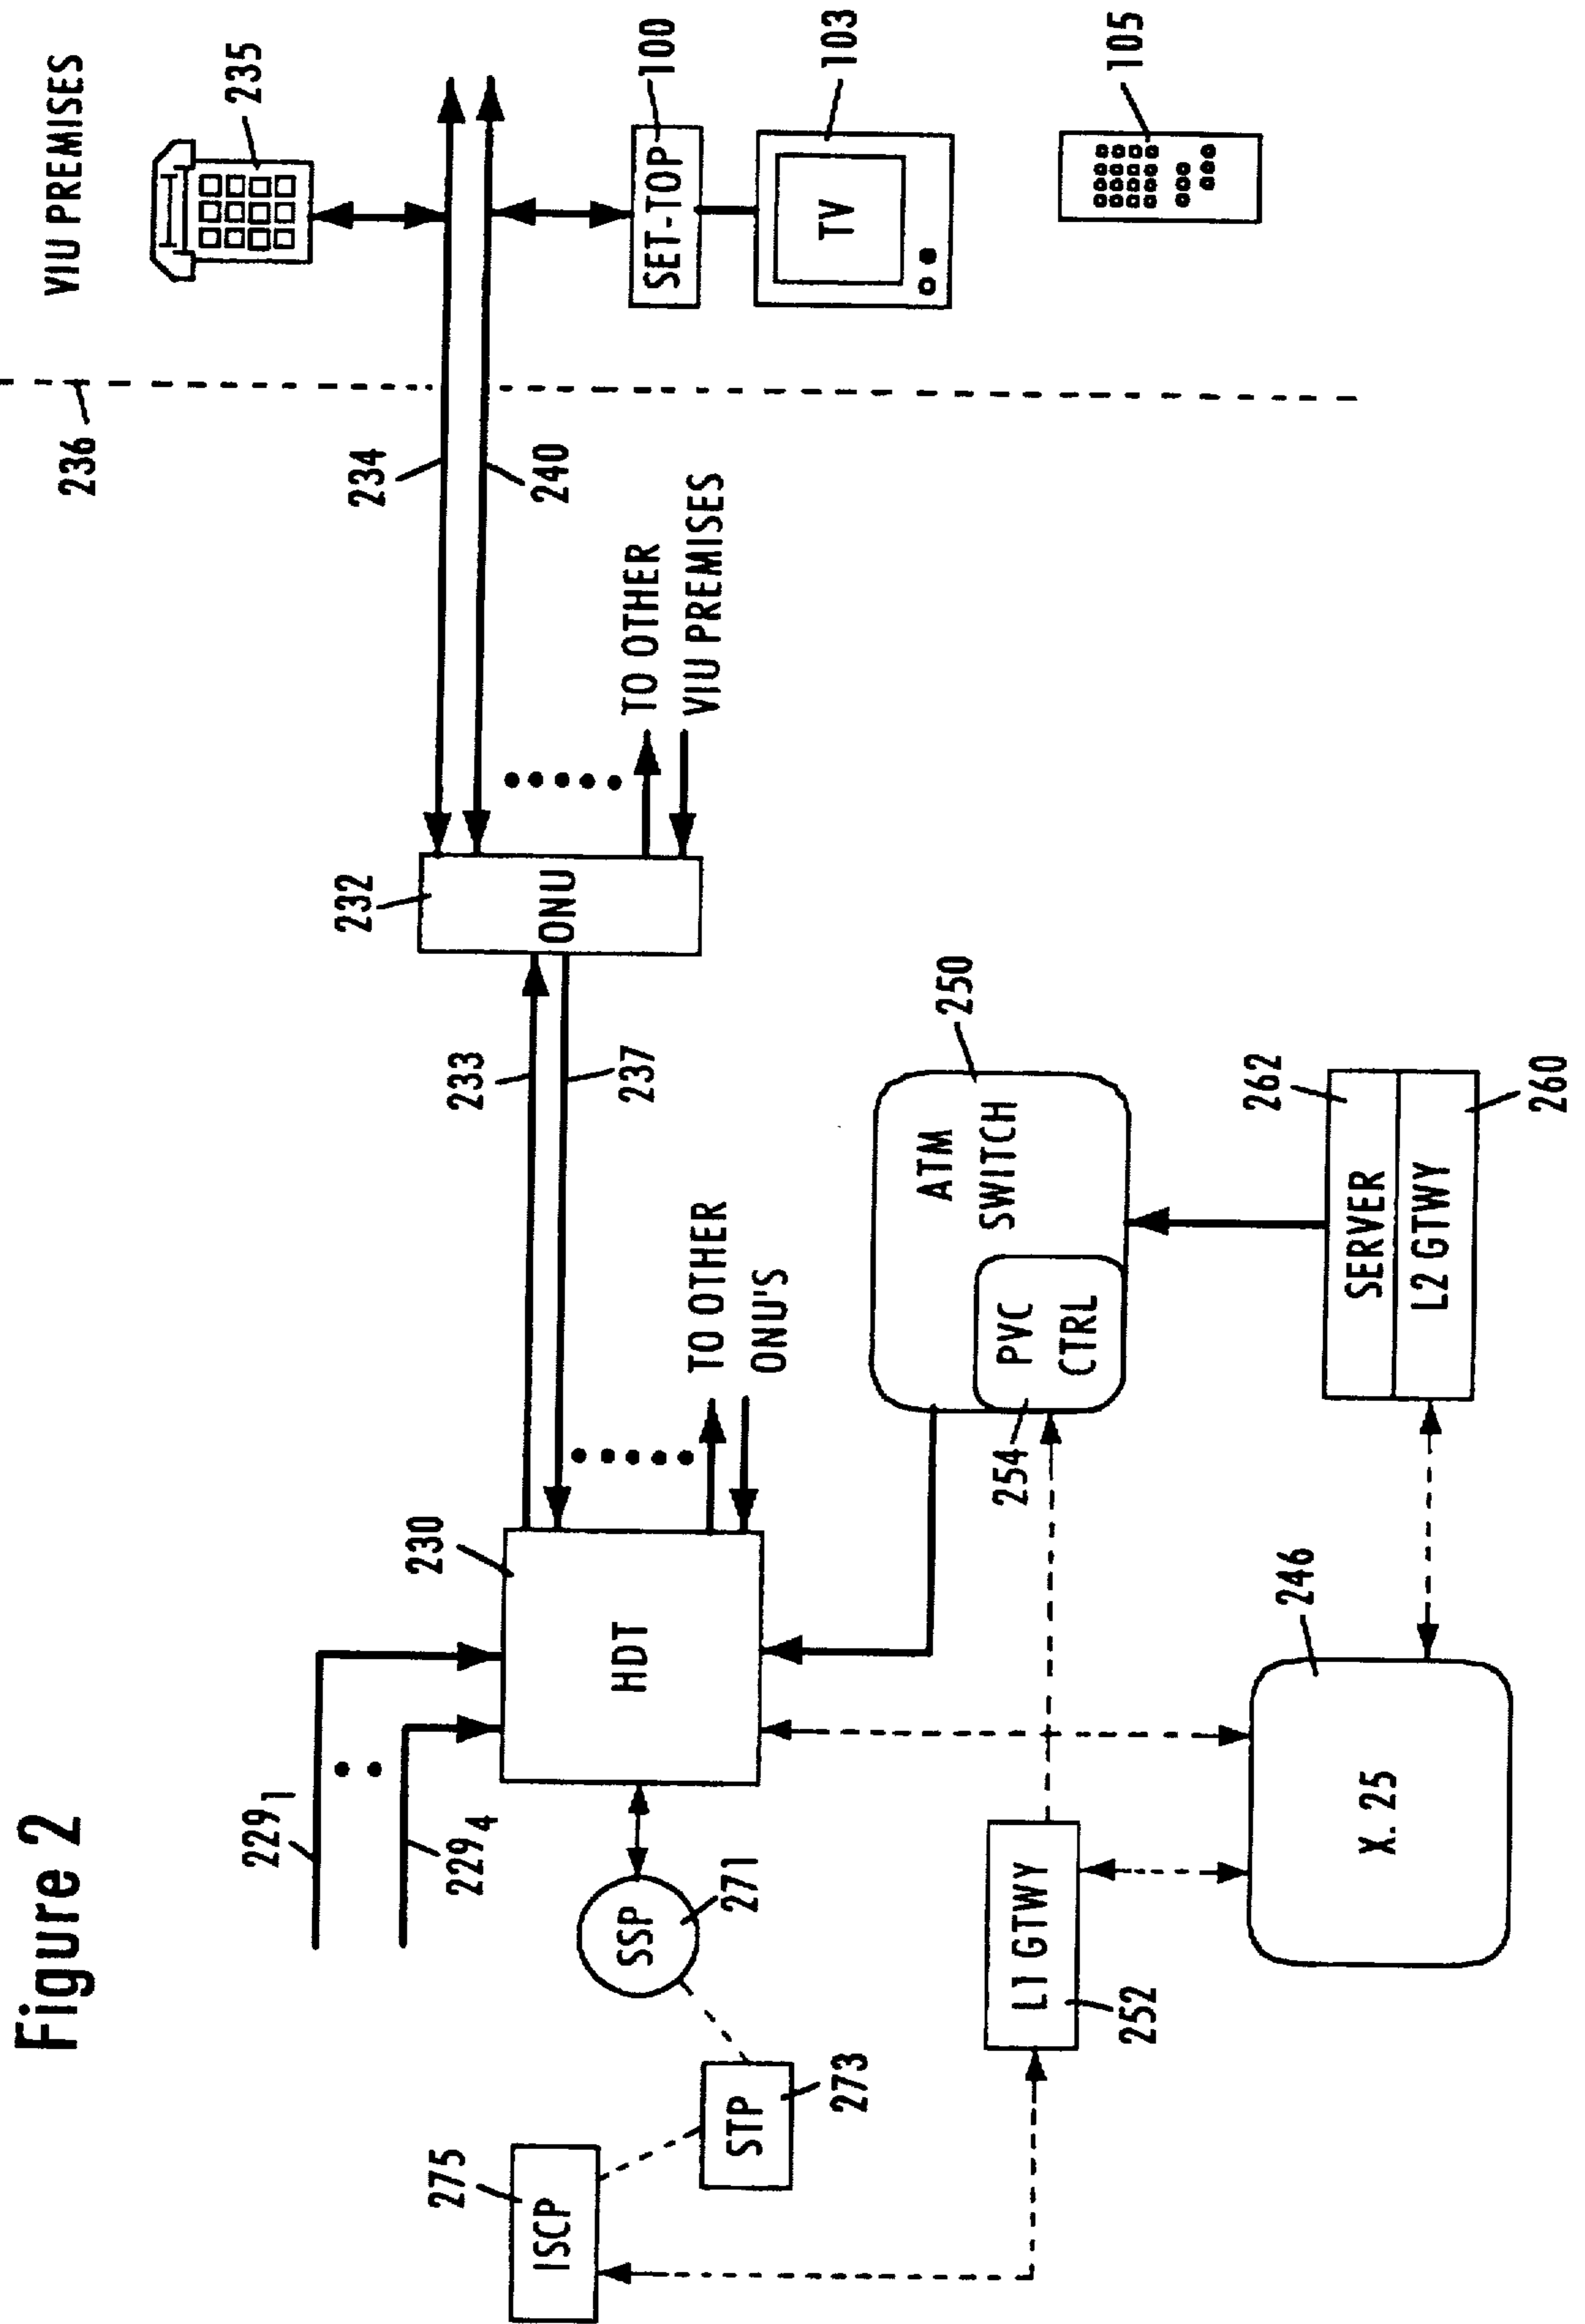 Figure 2
VIU PREMISES
236
235
229₁
229₄
230
HDT
233
237
232
ONU
234
240
TO OTHER
VIU PREMISES
TO OTHER
ONU'S
SET-TOP
100
TV
103
105
275
ISCP
STP
273
SSP
271
ATM
SWITCH
250
PVC
CTRL
254
L1 GTWY
252
X.25
246
SERVER
262
L2 GTWY
260